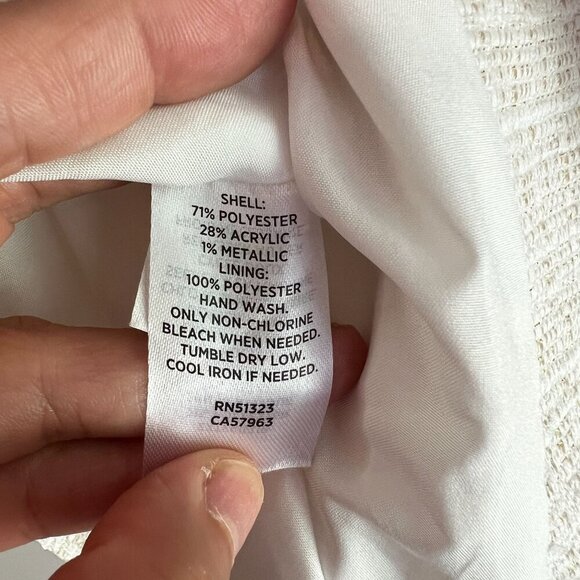 SHELL:
71% POLYESTER
28% ACRYLIC
1% METALLIC
LINING:
100% POLYESTER
HAND WASH.
ONLY NON-CHLORINE
BLEACH WHEN NEEDED.
TUMBLE DRY LOW.
COOL IRON IF NEEDED.
RN51323
CA57963